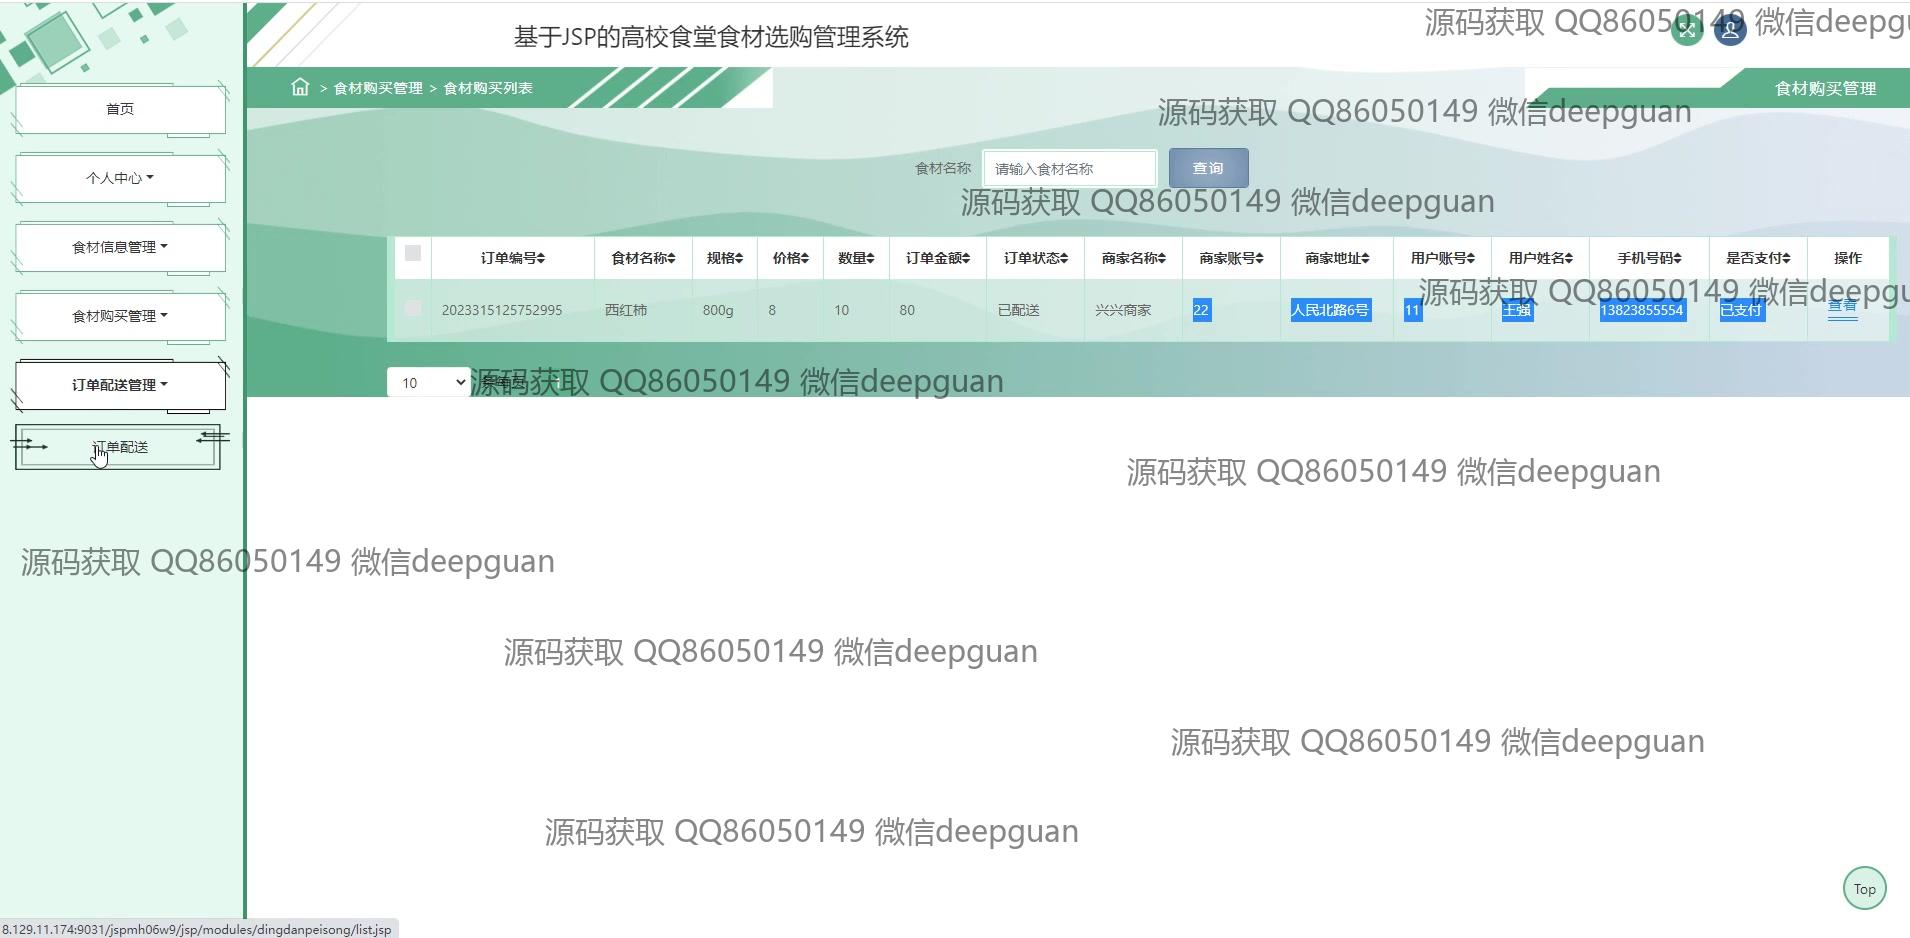 基于JSP的高校食堂食材选购管理系统
源码获取 QQ86050149 微信deepgu
> 食材购买管理 > 食材购买列表
食材购买管理
首页
源码获取 QQ86050149 微信deepguan
食材名称 请输入食材名称 查询
个人中心
源码获取 QQ86050149 微信deepguan
食材信息管理
订单编号 食材名称 规格 价格 数量 订单金额 订单状态 商家名称 商家账号 商家地址 用户账号 用户姓名 手机号码 是否支付 操作
源码获取 QQ86050149 微信deepgu
2023315125752995 西红柿 800g 8 10 80 已配送 兴兴商家 22 人民北路6号 11 王强 13823855554 已支付 查看
食材购买管理
10
源码获取 QQ86050149 微信deepguan
订单配送管理
订单配送
源码获取 QQ86050149 微信deepguan
源码获取 QQ86050149 微信deepguan
源码获取 QQ86050149 微信deepguan
源码获取 QQ86050149 微信deepguan
源码获取 QQ86050149 微信deepguan
Top
8.129.11.174:9031/jspmh06w9/jsp/modules/dingdanpeisong/list.jsp